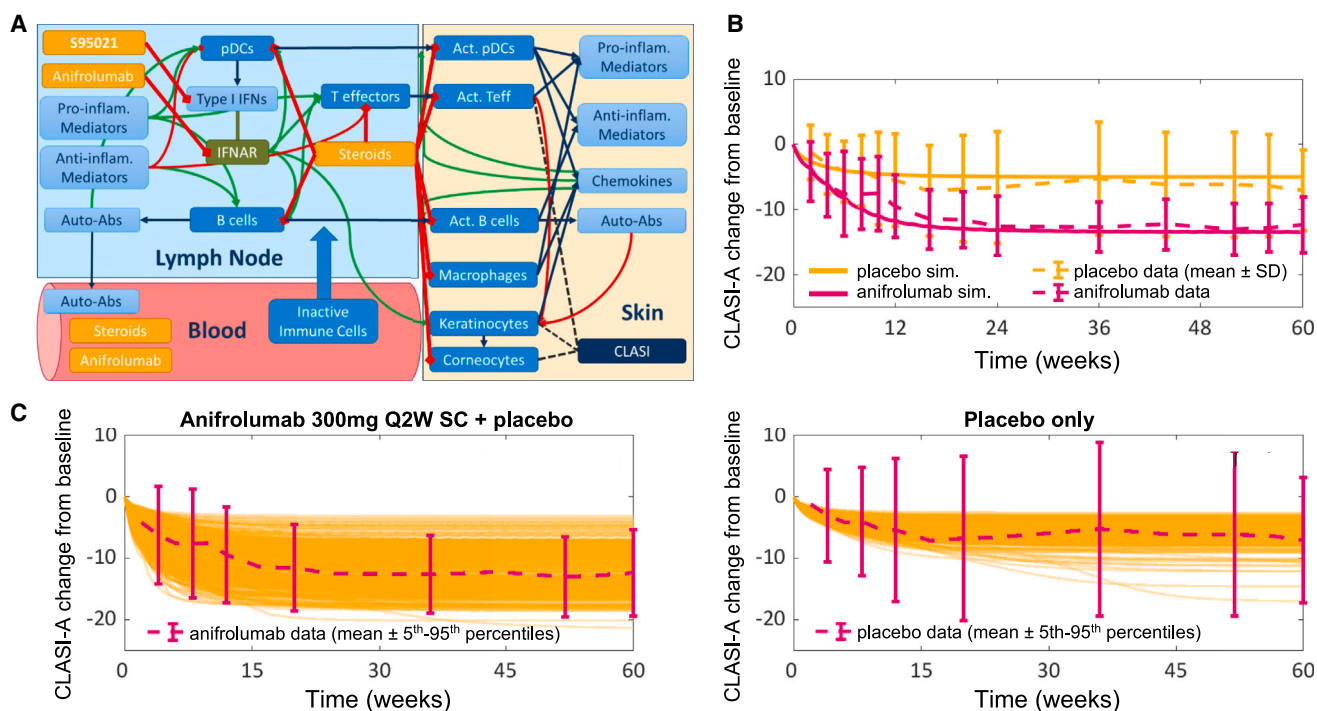 A
S95021
Anifrolumab
Pro-inflam.
Mediators
Anti-inflam.
Mediators
Auto-Abs
pDCs
Type I IFNs
IFNAR
B cells
T effectors
Steroids
Lymph Node
Auto-Abs
Steroids
Anifrolumab
Blood
Inactive
Immune Cells
Act. pDCs
Act. Teff
Act. B cells
Macrophages
Keratinocytes
Corneocytes
Pro-inflam.
Mediators
Anti-inflam.
Mediators
Chemokines
Auto-Abs
Skin
CLASI
B
CLASI-A change from baseline
10
0
-10
-20
placebo sim.
anifrolumab sim.
placebo data (mean ± SD)
anifrolumab data
0 12 24 36 48 60
Time (weeks)
C
Anifrolumab 300mg Q2W SC + placebo
CLASI-A change from baseline
10
0
-10
-20
anifrolumab data (mean ± 5th-95th percentiles)
0 15 30 45 60
Time (weeks)
Placebo only
CLASI-A change from baseline
10
0
-10
-20
placebo data (mean ± 5th-95th percentiles)
0 15 30 45 60
Time (weeks)